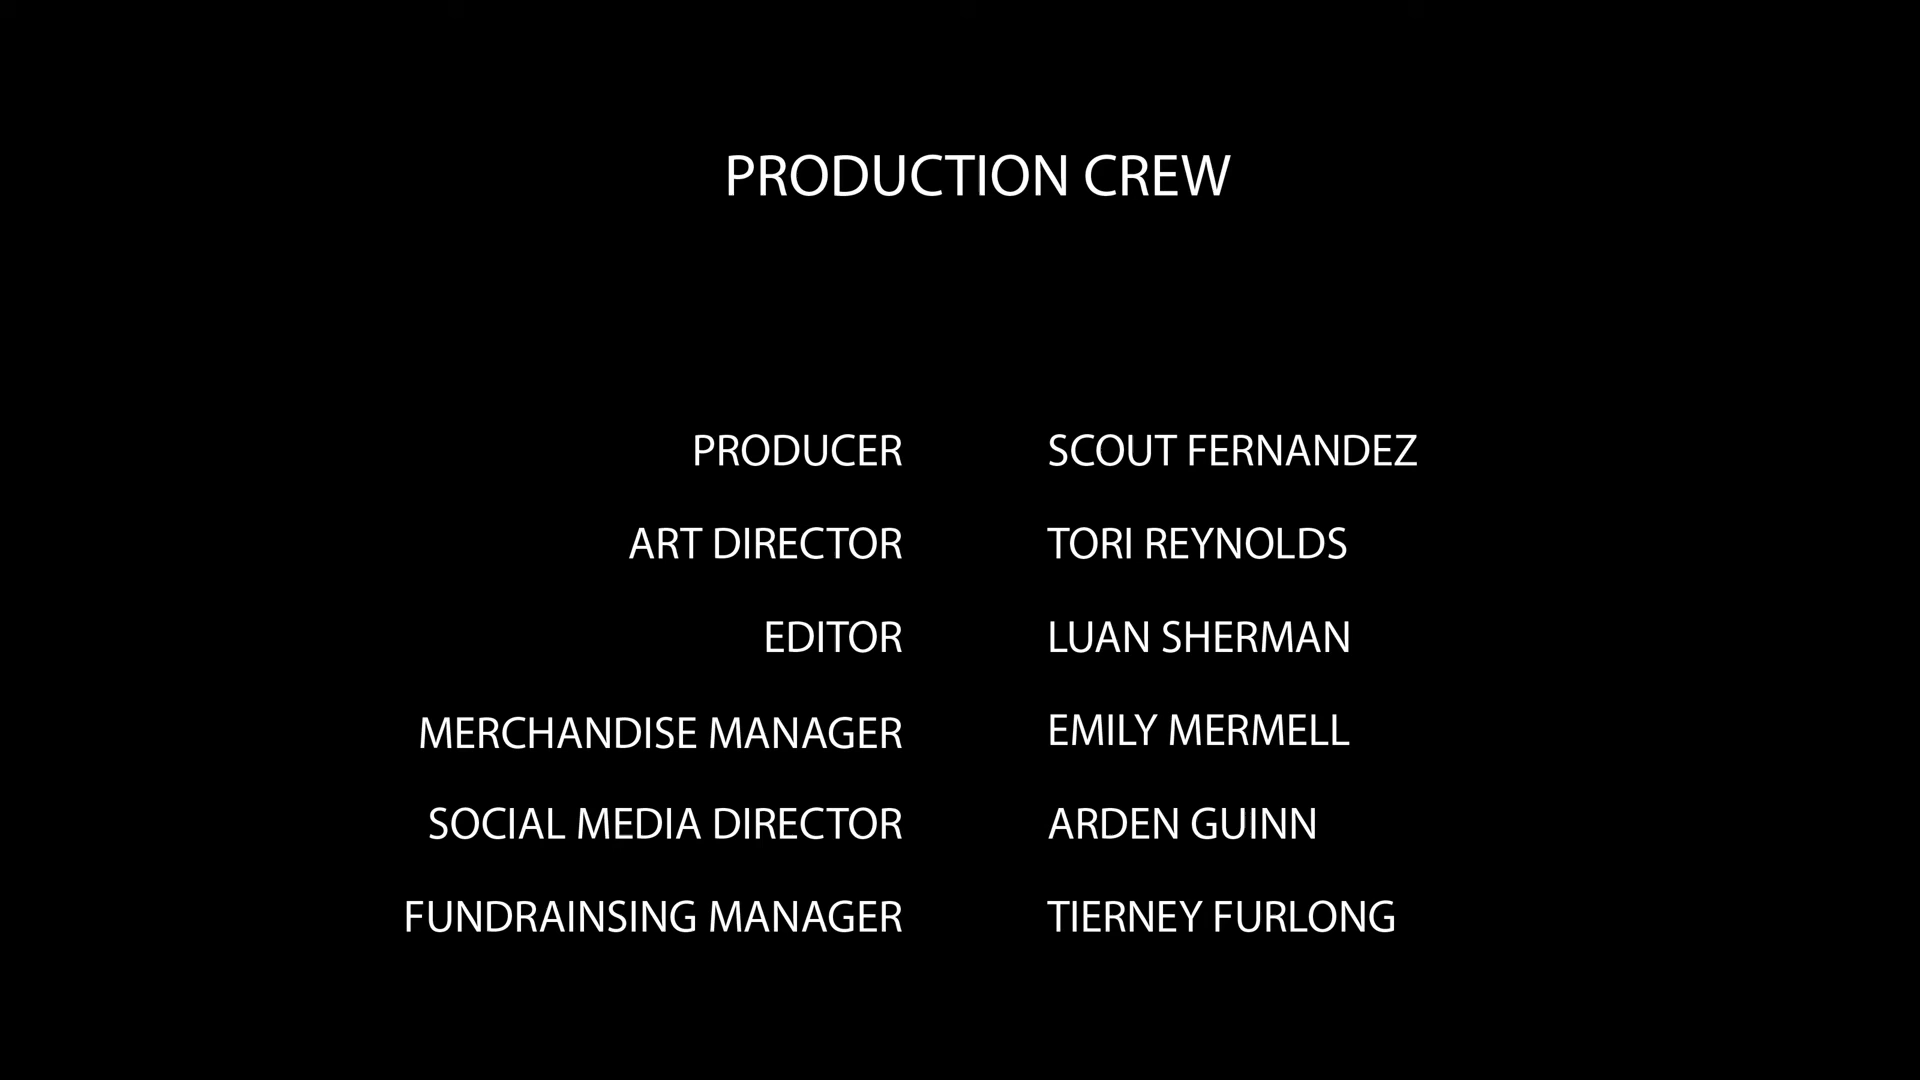 PRODUCTION CREW
PRODUCER SCOUT FERNANDEZ
ART DIRECTOR TORI REYNOLDS
EDITOR LUAN SHERMAN
MERCHANDISE MANAGER EMILY MERMELL
SOCIAL MEDIA DIRECTOR ARDEN GUINN
FUNDRAINSING MANAGER TIERNEY FURLONG